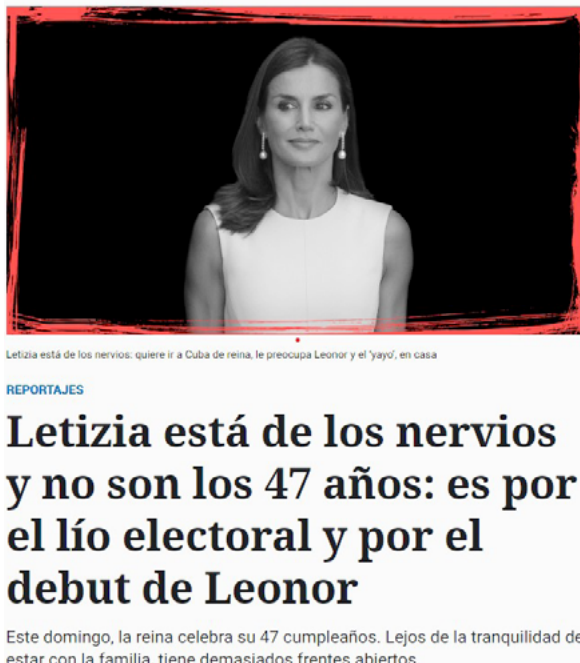 Letizia está de los nervios: quiere ir a Cuba de reina, le preocupa Leonor y el 'yayo', en casa
REPORTAJES
Letizia está de los nervios
y no son los 47 años: es por
el lío electoral y por el
debut de Leonor
Este domingo, la reina celebra su 47 cumpleaños. Lejos de la tranquilidad de
estar con la familia, tiene demasiados frentes abiertos